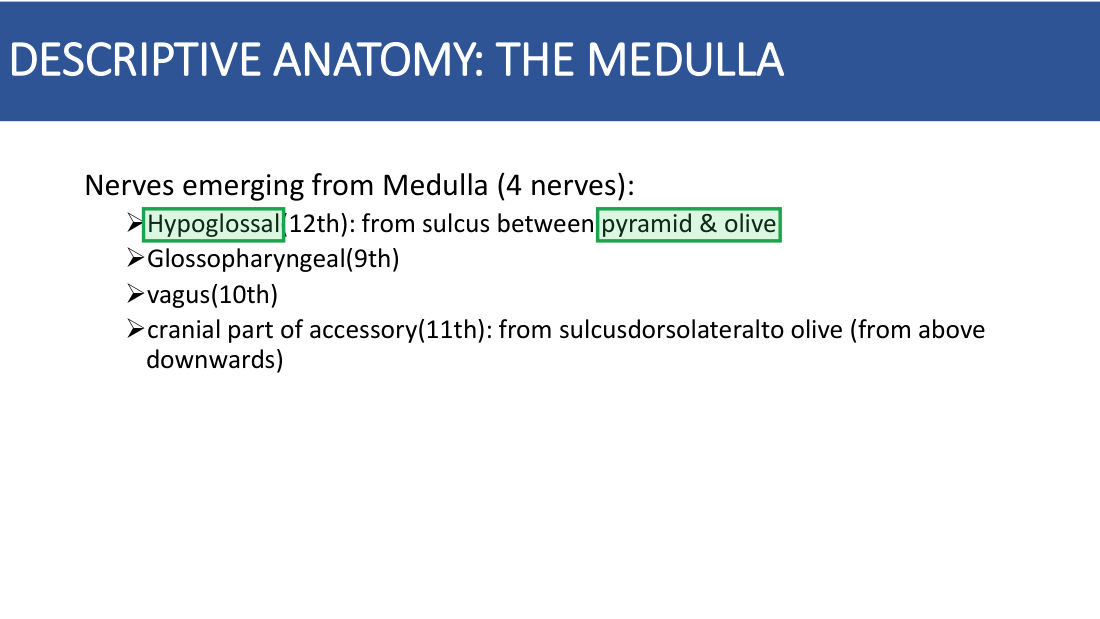 DESCRIPTIVE ANATOMY: THE MEDULLA
Nerves emerging from Medulla (4 nerves):
➢Hypoglossal(12th): from sulcus between pyramid & olive
➢Glossopharyngeal(9th)
➢vagus(10th)
➢cranial part of accessory(11th): from sulcusdorsolateralto olive (from above
downwards)